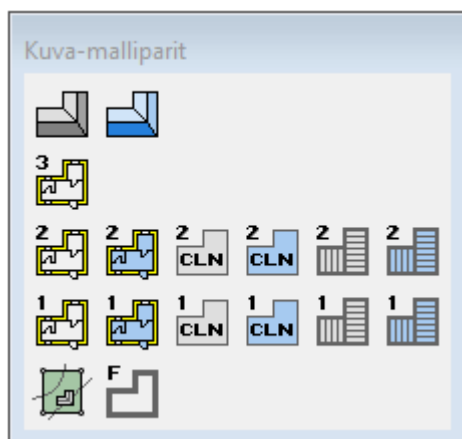 Kuva-malliparit
3
2 2 2 CLN 2 CLN 2 2
1 1 1 CLN 1 CLN 1 1
F